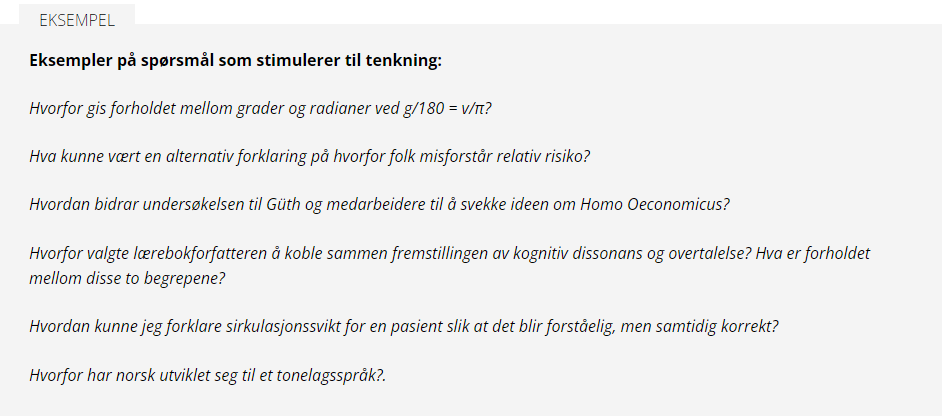 EKSEMPEL
Eksempler på spørsmål som stimulerer til tenkning:
Hvorfor gis forholdet mellom grader og radianer ved g/180 = v/π?
Hva kunne vært en alternativ forklaring på hvorfor folk misforstår relativ risiko?
Hvordan bidrar undersøkelsen til Güth og medarbeidere til å svekke ideen om Homo Oeconomicus?
Hvorfor valgte lærebokforfatteren å koble sammen fremstillingen av kognitiv dissonans og overtalelse? Hva er forholdet
mellom disse to begrepene?
Hvordan kunne jeg forklare sirkulasjonssvikt for en pasient slik at det blir forståelig, men samtidig korrekt?
Hvorfor har norsk utviklet seg til et tonelagsspråk?.